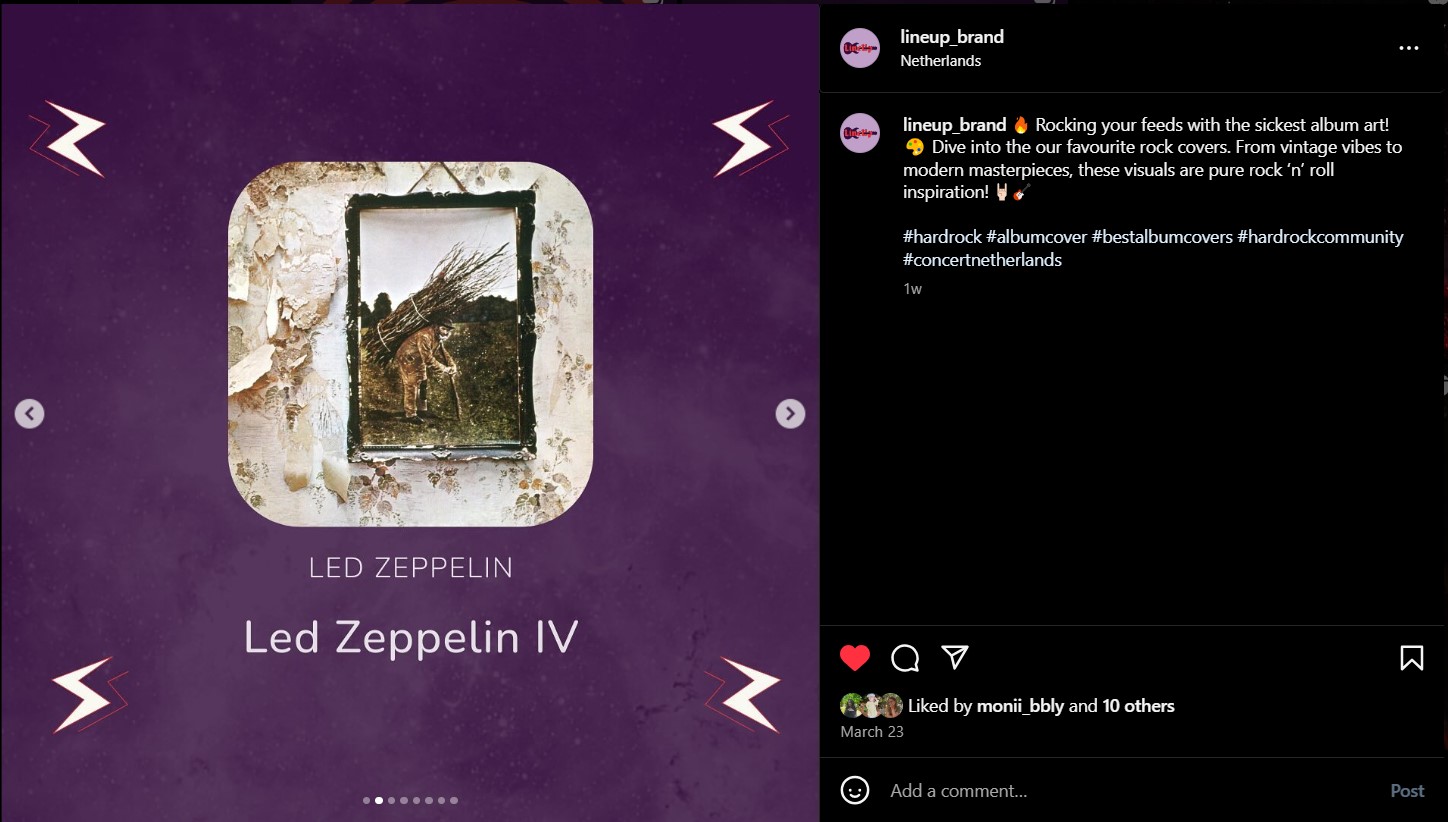 LED ZEPPELIN
Led Zeppelin IV
lineup_brand
Netherlands
lineup_brand 🔥 Rocking your feeds with the sickest album art!
🎨 Dive into the our favourite rock covers. From vintage vibes to
modern masterpieces, these visuals are pure rock ‘n’ roll
inspiration! 🤘🏻🎸
#hardrock #albumcover #bestalbumcovers #hardrockcommunity
#concertnetherlands
1w
Liked by monii_bbly and 10 others
March 23
Add a comment...
Post